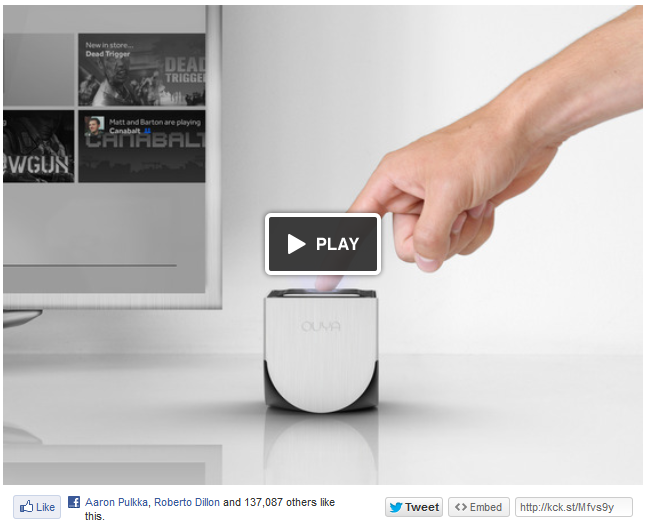 New in store...
Dead Trigger
DEAD
TRIGGER
Matt and Barton are playing
Canabalt
CANABALT
WGUN
PLAY
OUYA
Like
Aaron Pulkka, Roberto Dillon and 137,087 others like
this.
Tweet
Embed
http://kck.st/Mfvs9y